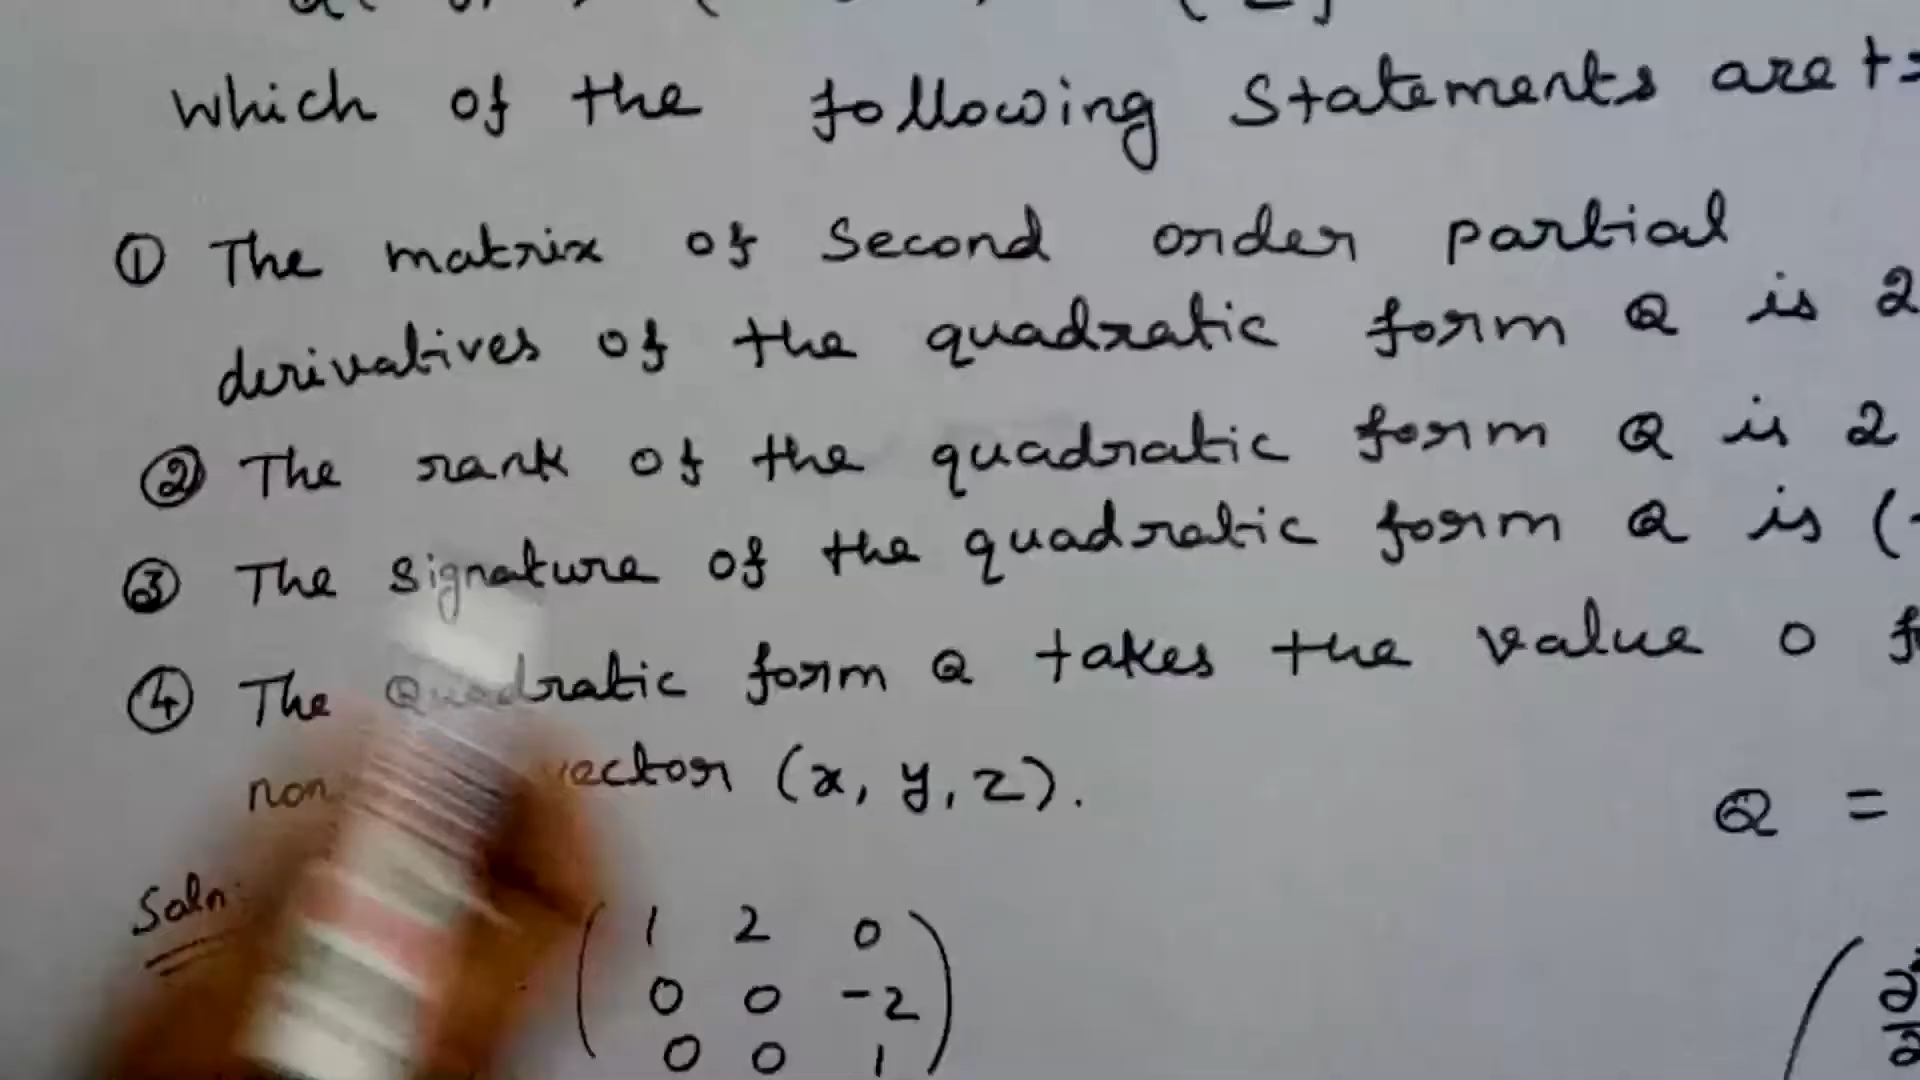 Which of the following Statements are
① The matrix of Second order partial
derivatives of the quadratic form Q is 2
② The rank of the quadratic form Q is 2
③ The Signature of the quadratic form Q is (
④ The Quadratic form Q takes the value 0
non vector (x, y, z).
Q =
Soln:
1 2 0
0 0 -2
0 0 1